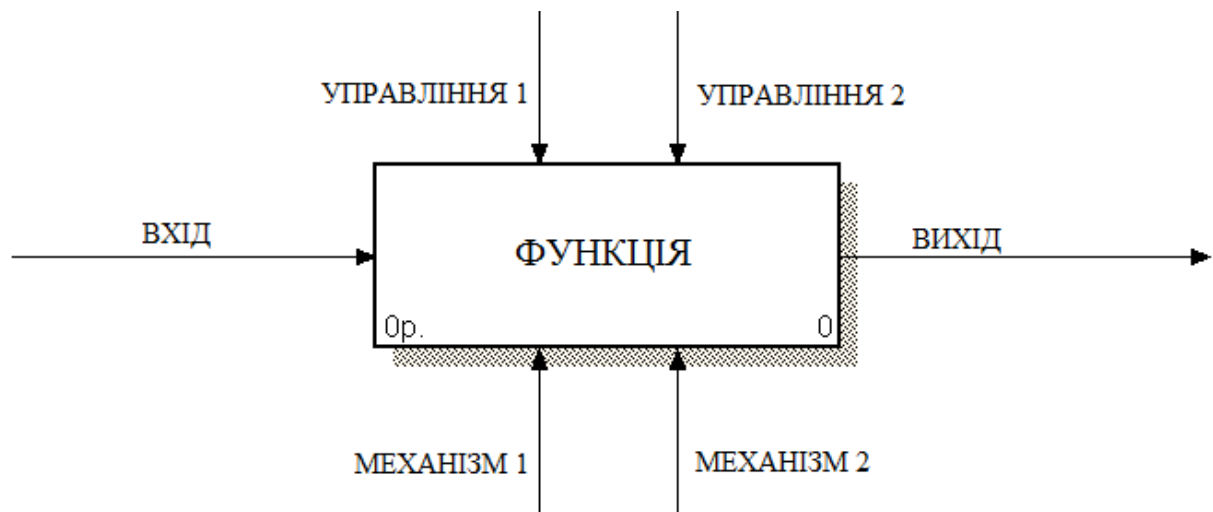 УПРАВЛІННЯ 1
УПРАВЛІННЯ 2
ВХІД
ФУНКЦІЯ
ВИХІД
0р.
0
МЕХАНІЗМ 1
МЕХАНІЗМ 2